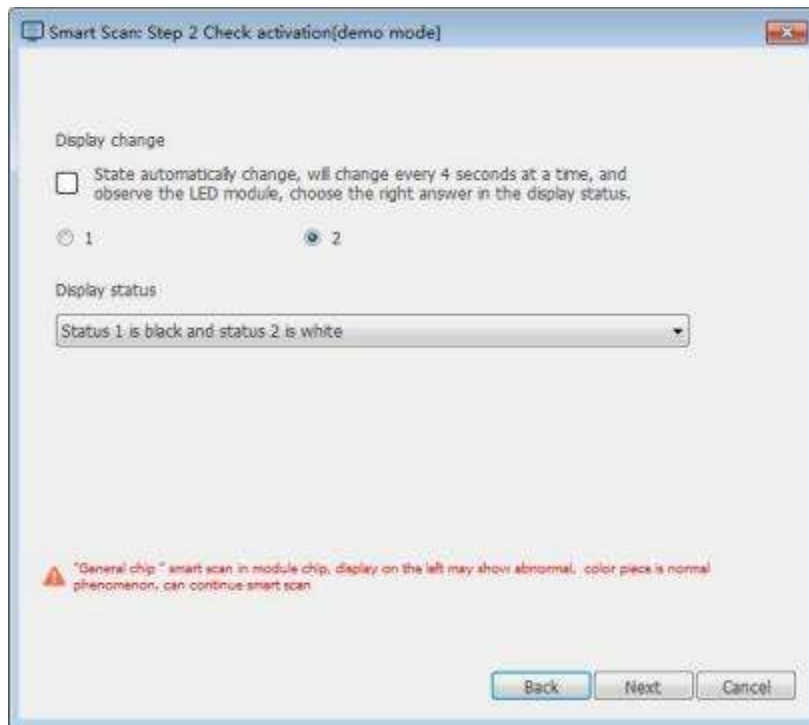 Smart Scan: Step 2 Check activation[demo mode]
Display change
State automatically change, will change every 4 seconds at a time, and
observe the LED module, choose the right answer in the display status.
1 2
Display status
Status 1 is black and status 2 is white
"General chip " smart scan in module chip, display on the left may show abnormal, color piece is normal
phenomenon, can continue smart scan
Back Next Cancel